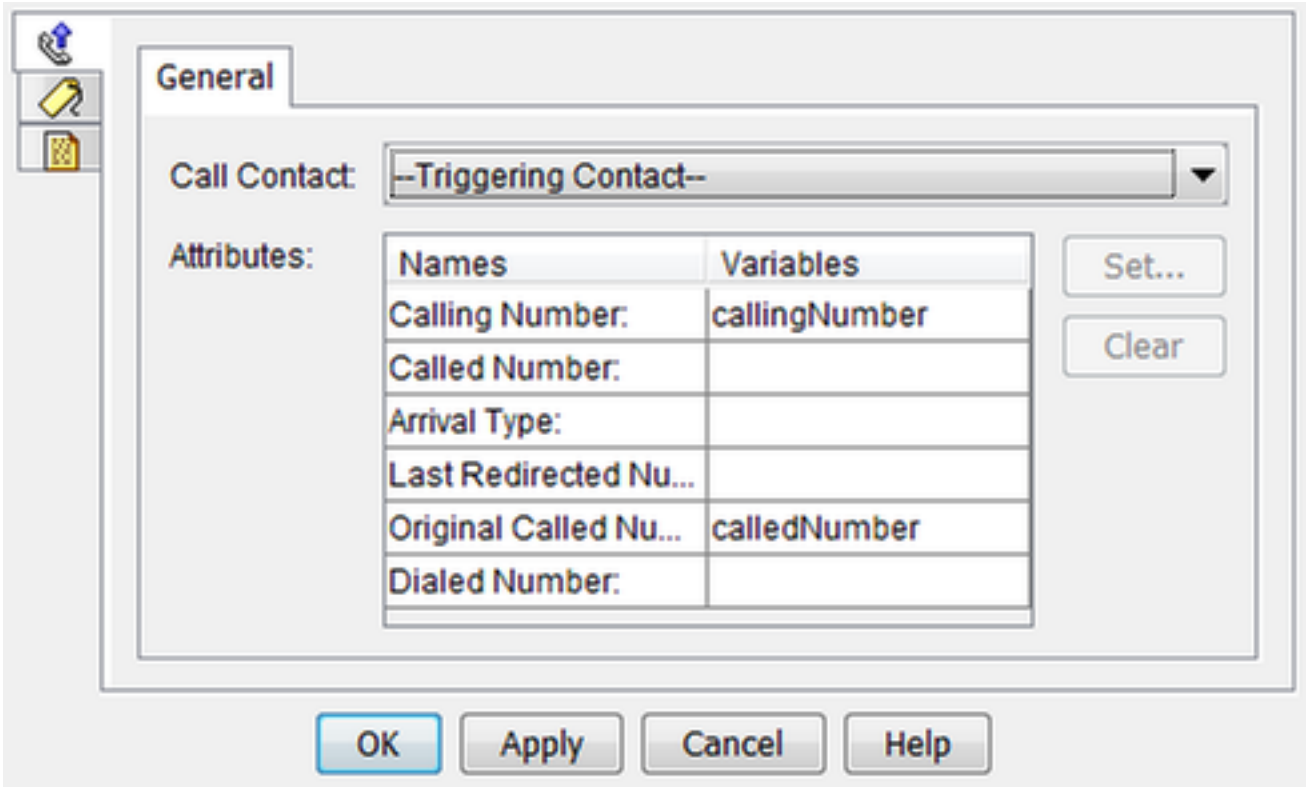 General
Call Contact: --Triggering Contact--
Attributes:
Names Variables
Set...
Calling Number: callingNumber
Clear
Called Number:
Arrival Type:
Last Redirected Nu...
Original Called Nu... calledNumber
Dialed Number:
OK Apply Cancel Help